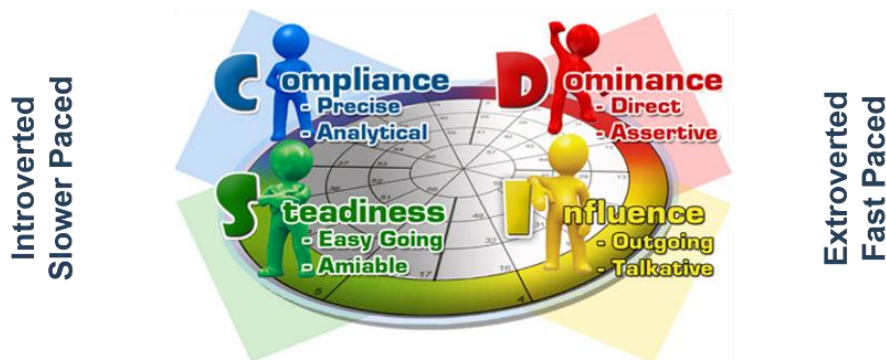 Introverted
Slower Paced
Compliance
- Precise
- Analytical
Dominance
- Direct
- Assertive
Steadiness
- Easy Going
- Amiable
Influence
- Outgoing
- Talkative
Extroverted
Fast Paced